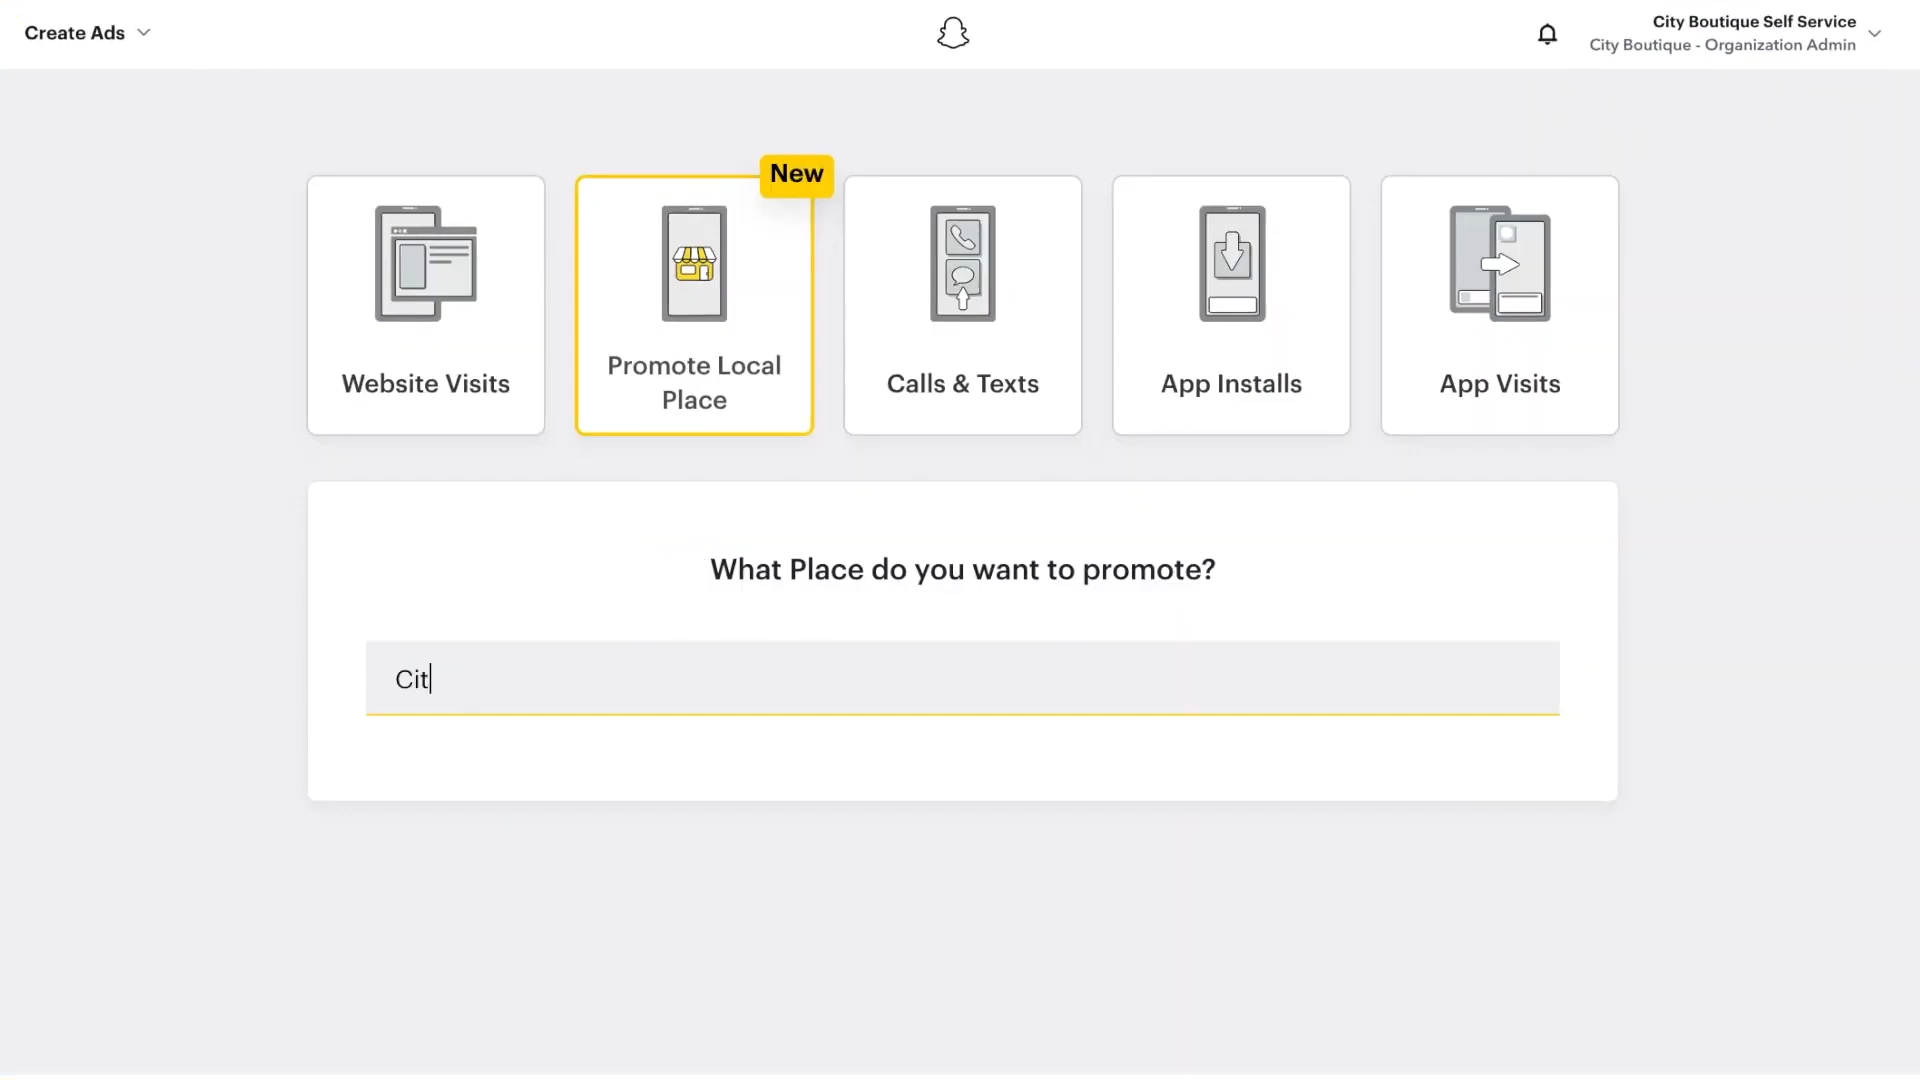 Create Ads
City Boutique Self Service
City Boutique - Organization Admin
New
Website Visits
Promote Local
Place
Calls & Texts
App Installs
App Visits
What Place do you want to promote?
Cit